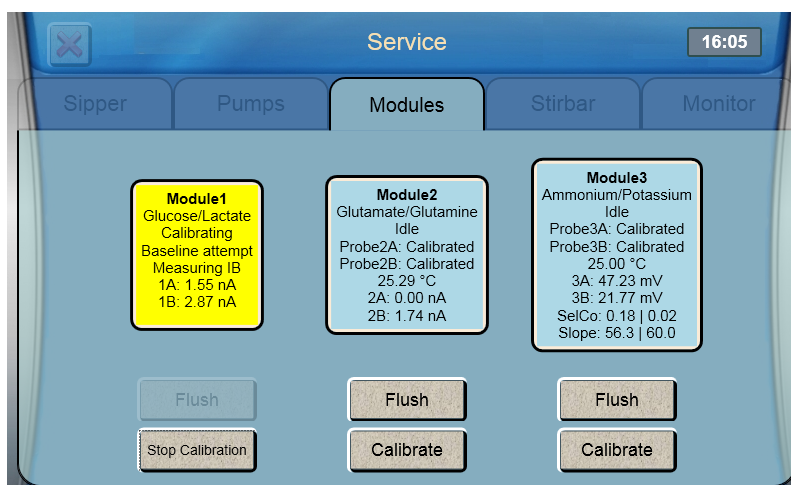 Service
16:05
Sipper
Pumps
Modules
Stirbar
Monitor
Module1
Glucose/Lactate
Calibrating
Baseline attempt
Measuring IB
1A: 1.55 nA
1B: 2.87 nA
Module2
Glutamate/Glutamine
Idle
Probe2A: Calibrated
Probe2B: Calibrated
25.29 °C
2A: 0.00 nA
2B: 1.74 nA
Module3
Ammonium/Potassium
Idle
Probe3A: Calibrated
Probe3B: Calibrated
25.00 °C
3A: 47.23 mV
3B: 21.77 mV
SelCo: 0.18 | 0.02
Slope: 56.3 | 60.0
Flush
Flush
Flush
Stop Calibration
Calibrate
Calibrate